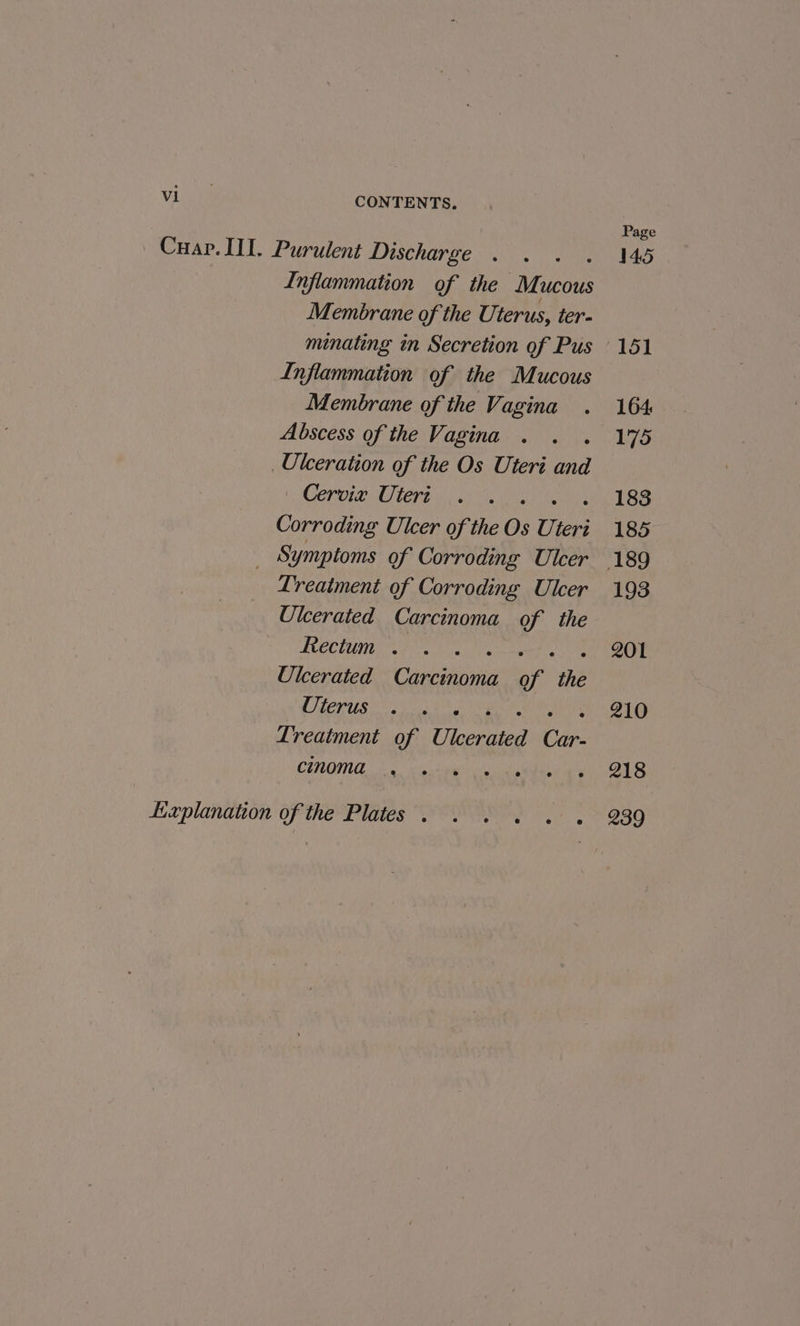 vi CONTENTS.
Page
CHAP. III. Purulent Discharge . . . . 145
Inflammation of the Mucous
Membrane of the Uterus, ter-
minating in Secretion of Pus 151
Inflammation of the Mucous
Membrane of the Vagina . 164
Abscess of the Vagina . . . 175
Ulceration of the Os Uteri and
Cervix Uteri . . . . . 183
Corroding Ulcer of the Os Uteri 185
Symptoms of Corroding Ulcer 189
Treatment of Corroding Ulcer 193
Ulcerated Carcinoma of the
Rectum . . . . . . . 201
Ulcerated Carcinoma of the
Uterus . . . . . . . 210
Treatment of Ulcerated Car-
cinoma . . . . . . . 218
Explanation of the Plates . . . . . . 239